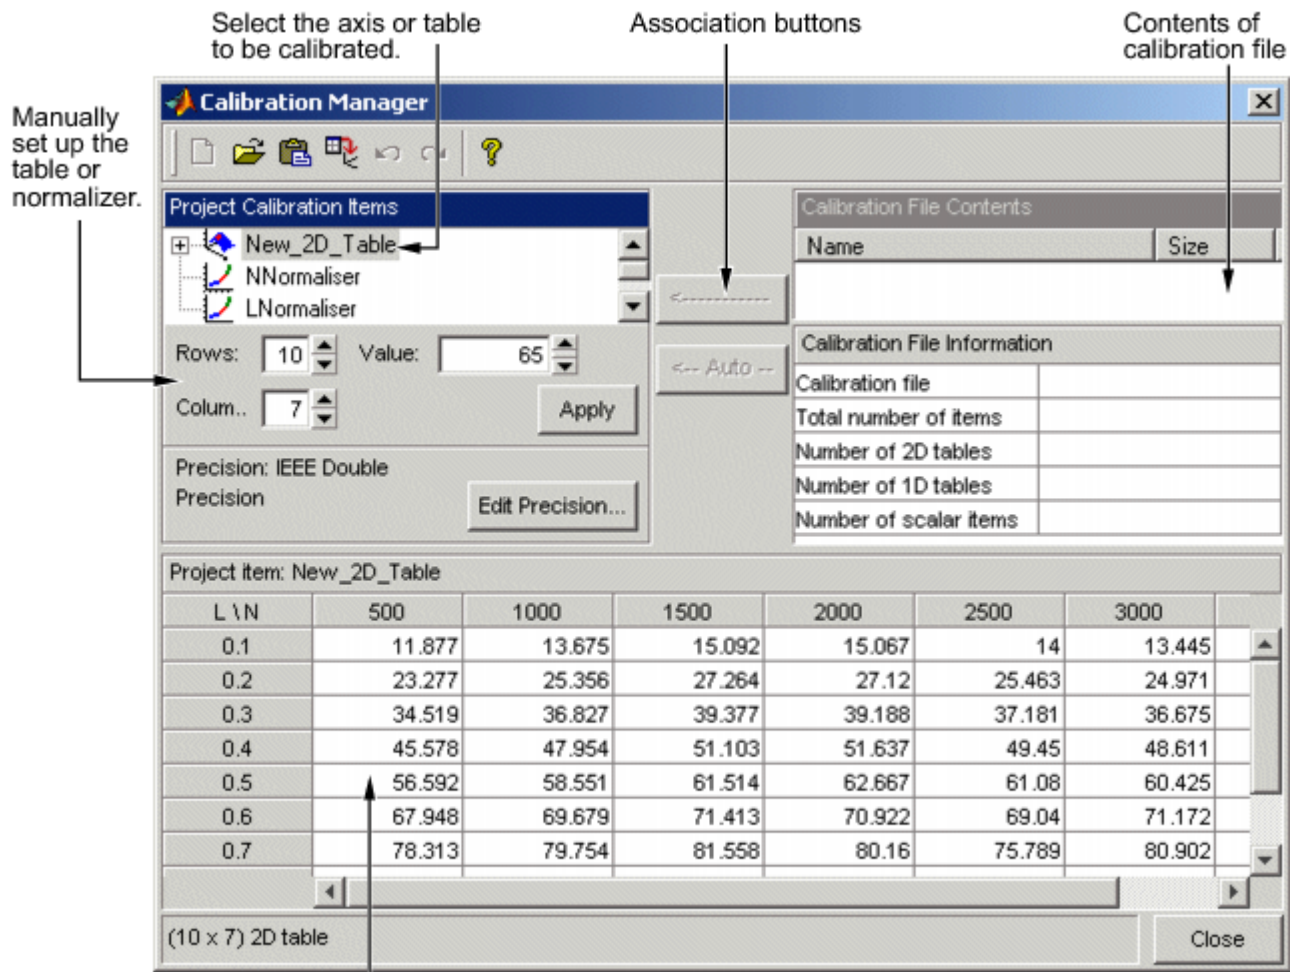 Select the axis or table
to be calibrated.
Association buttons
Contents of
calibration file
Manually
set up the
table or
normalizer.
Calibration Manager
Project Calibration Items
New_2D_Table
NNormaliser
LNormaliser
Rows: 10 Value: 65
Colum.. 7 Apply
Precision: IEEE Double
Precision
Edit Precision...
<-----------
<-- Auto --
Calibration File Contents
Name Size
Calibration File Information
Calibration file
Total number of items
Number of 2D tables
Number of 1D tables
Number of scalar items
Project item: New_2D_Table
L \ N 500 1000 1500 2000 2500 3000
0.1 11.877 13.675 15.092 15.067 14 13.445
0.2 23.277 25.356 27.264 27.12 25.463 24.971
0.3 34.519 36.827 39.377 39.188 37.181 36.675
0.4 45.578 47.954 51.103 51.637 49.45 48.611
0.5 56.592 58.551 61.514 62.667 61.08 60.425
0.6 67.948 69.679 71.413 70.922 69.04 71.172
0.7 78.313 79.754 81.558 80.16 75.789 80.902
(10 x 7) 2D table
Close